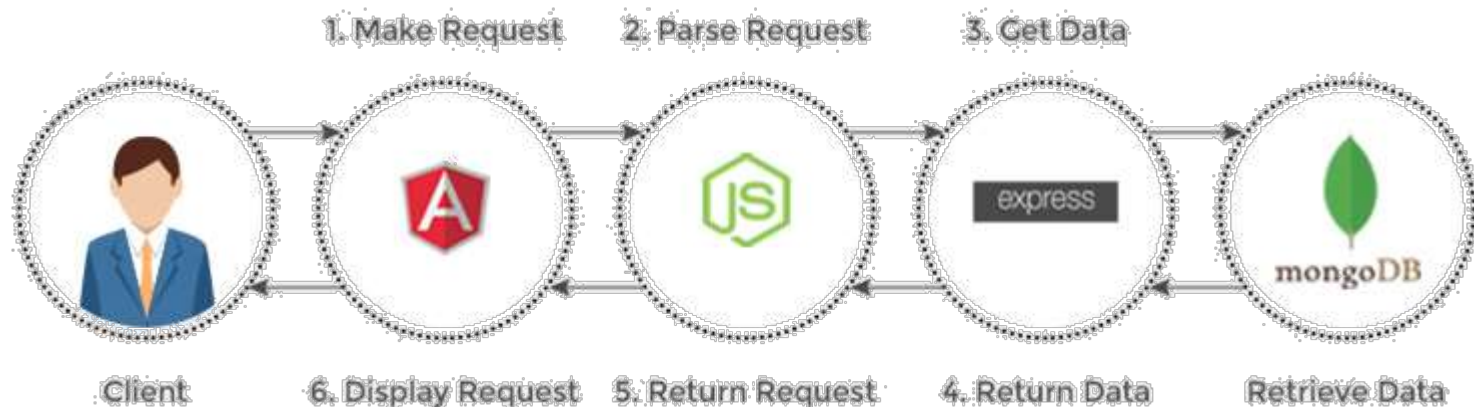 1. Make Request 2. Parse Request 3. Get Data
A JS express
mongoDB
Client 6. Display Request 5. Return Request 4. Return Data Retrieve Data